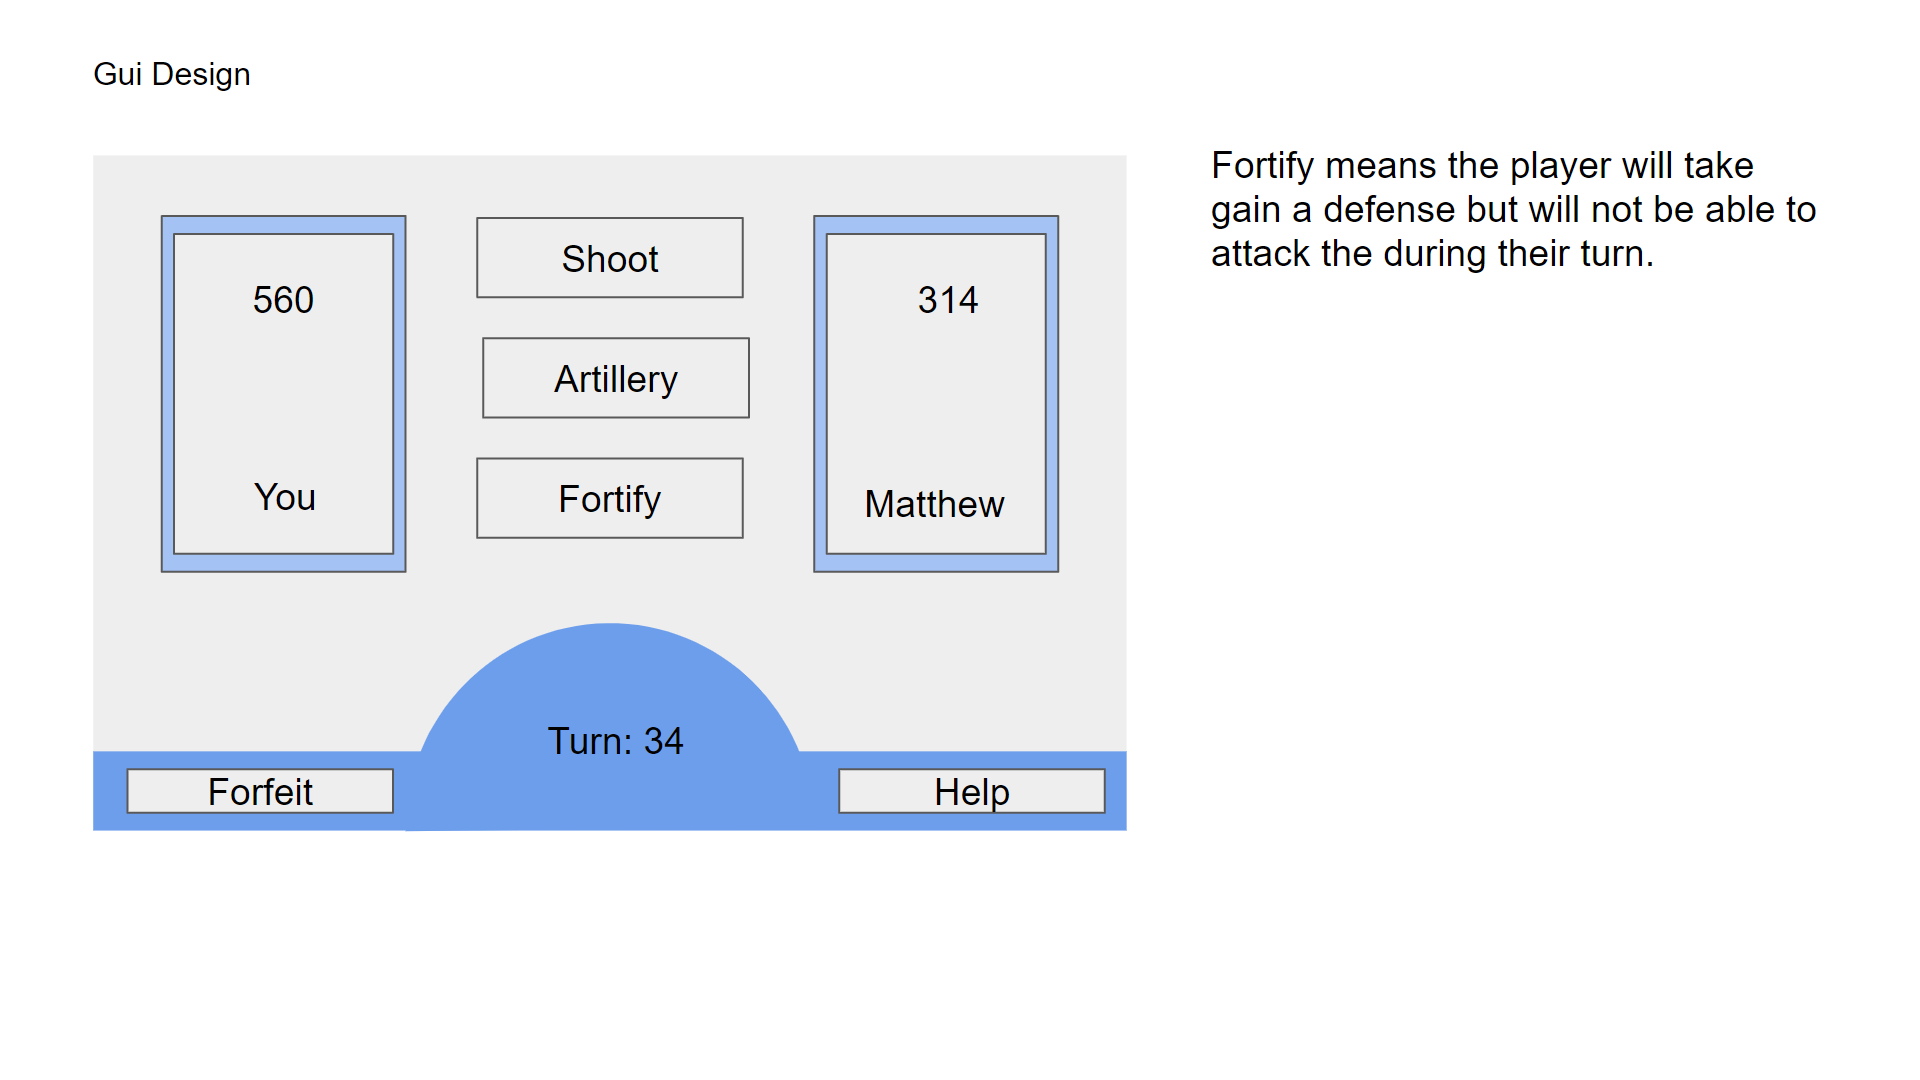 Gui Design
Fortify means the player will take
gain a defense but will not be able to
attack the during their turn.
560
You
Shoot
Artillery
Fortify
314
Matthew
Turn: 34
Forfeit
Help